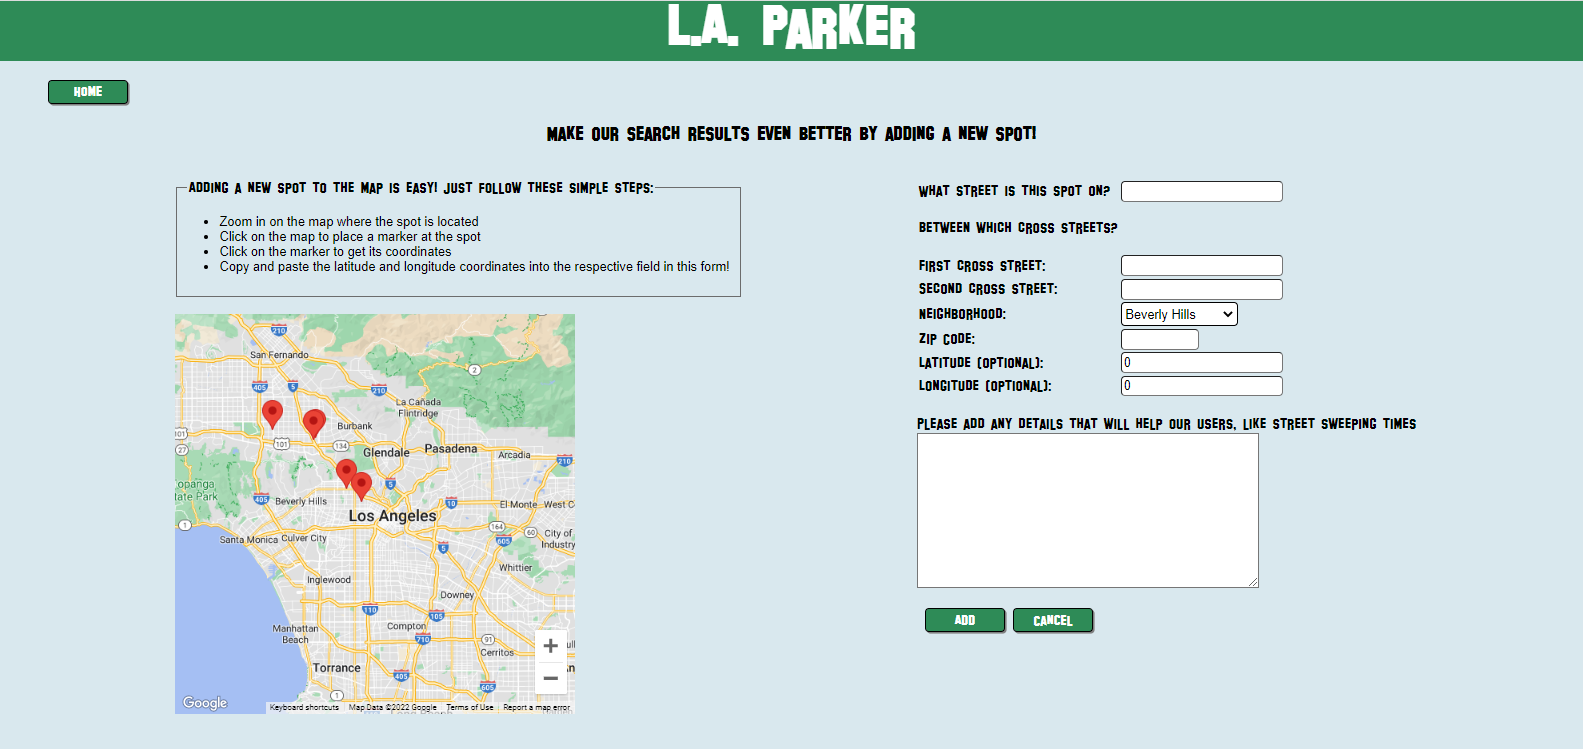 L.A. PARKER
HOME
MAKE OUR SEARCH RESULTS EVEN BETTER BY ADDING A NEW SPOT!
ADDING A NEW SPOT TO THE MAP IS EASY! JUST FOLLOW THESE SIMPLE STEPS:
Zoom in on the map where the spot is located
Click on the map to place a marker at the spot
Click on the marker to get its coordinates
Copy and paste the latitude and longitude coordinates into the respective field in this form!
210
San Fernando
2
405
5
210
La Cañada
Flintridge
Burbank
101
101
134
27
Glendale
Pasadena
Arcadia
210
opanga
state Park
5
405
Beverly Hills
10
El Monte
West C
Los Angeles
1
164
60
City of
Industry
Santa Monica
Culver City
605
5
Whittier
Inglewood
Downey
110
105
Manhattan
Beach
Compton
710
91
Cerritos
Torrance
405
605
1
+
−
Google
Keyboard shortcuts
Map Data ©2022 Google
Terms of Use
Report a map error
WHAT STREET IS THIS SPOT ON?
BETWEEN WHICH CROSS STREETS?
FIRST CROSS STREET:
SECOND CROSS STREET:
NEIGHBORHOOD: Beverly Hills
ZIP CODE:
LATITUDE (OPTIONAL): 0
LONGITUDE (OPTIONAL): 0
PLEASE ADD ANY DETAILS THAT WILL HELP OUR USERS, LIKE STREET SWEEPING TIMES
ADD CANCEL